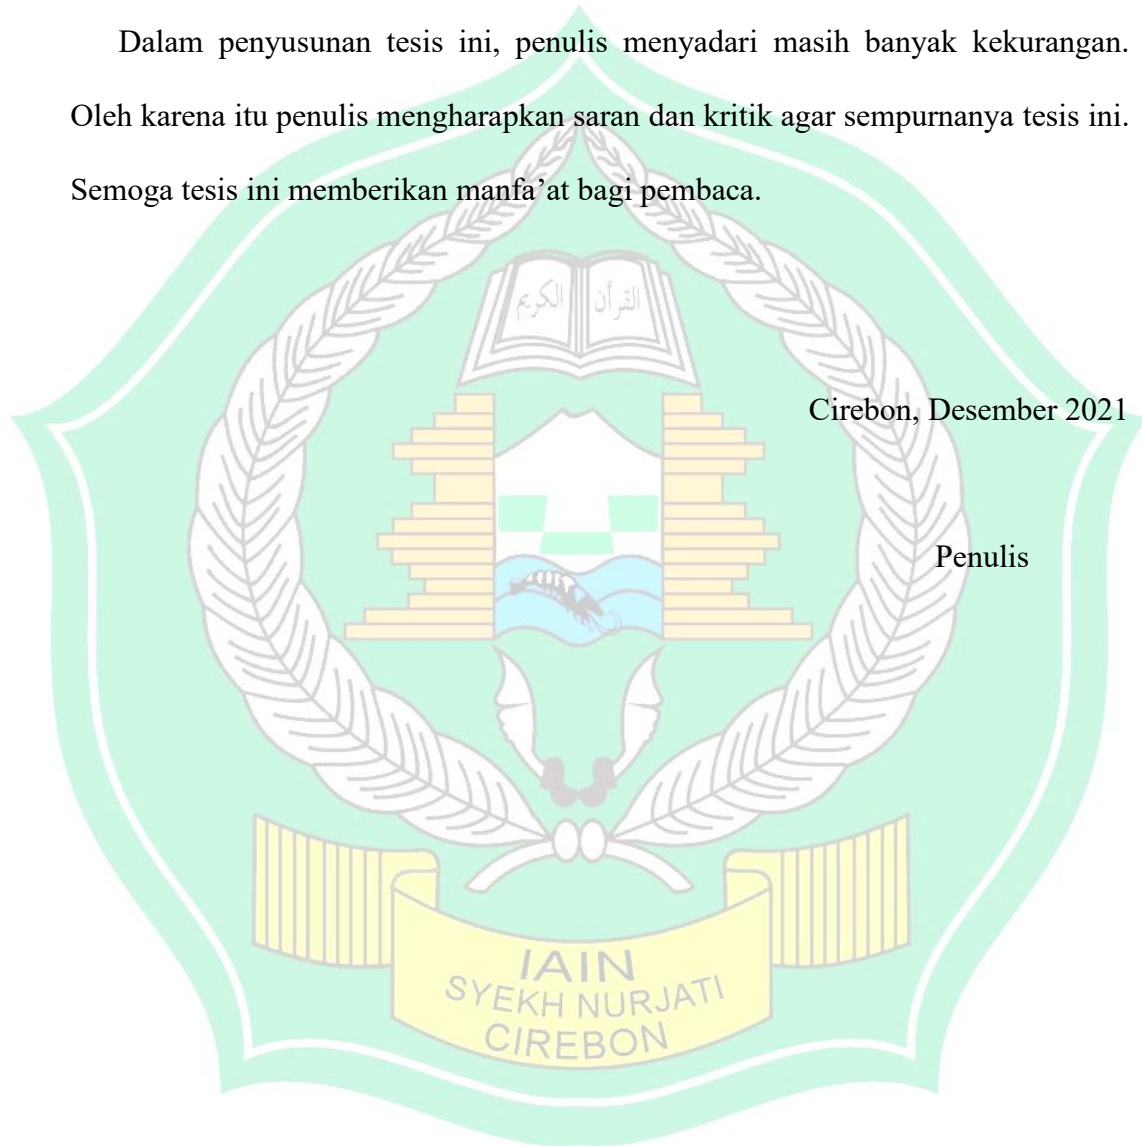 Dalam penyusunan tesis ini, penulis menyadari masih banyak kekurangan.
Oleh karena itu penulis mengharapkan saran dan kritik agar sempurnanya tesis ini.
Semoga tesis ini memberikan manfa’at bagi pembaca.
القرأن الكريم
Cirebon, Desember 2021
Penulis
IAIN
SYEKH NURJATI
CIREBON